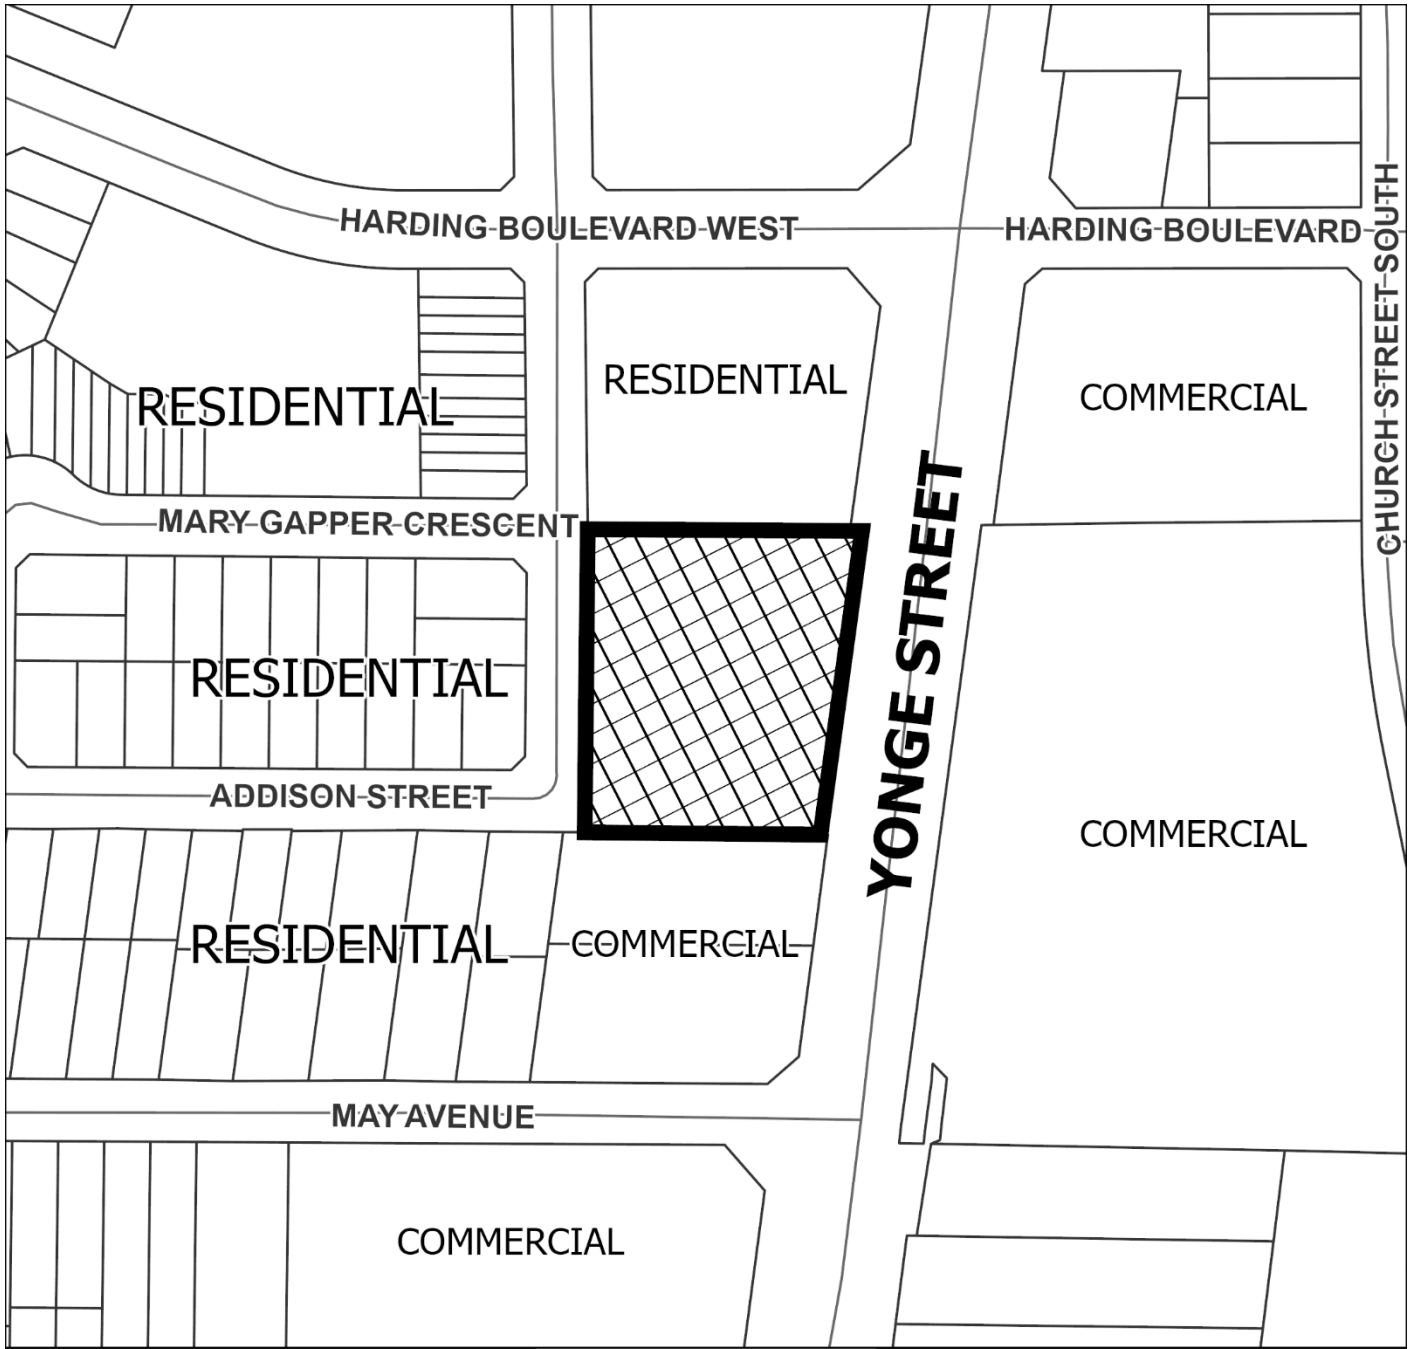 HARDING BOULEVARD WEST
HARDING BOULEVARD
CHURCH STREET SOUTH
RESIDENTIAL
RESIDENTIAL
COMMERCIAL
MARY GAPPER CRESCENT
YONGE STREET
RESIDENTIAL
ADDISON STREET
COMMERCIAL
RESIDENTIAL
COMMERCIAL
MAY AVENUE
COMMERCIAL